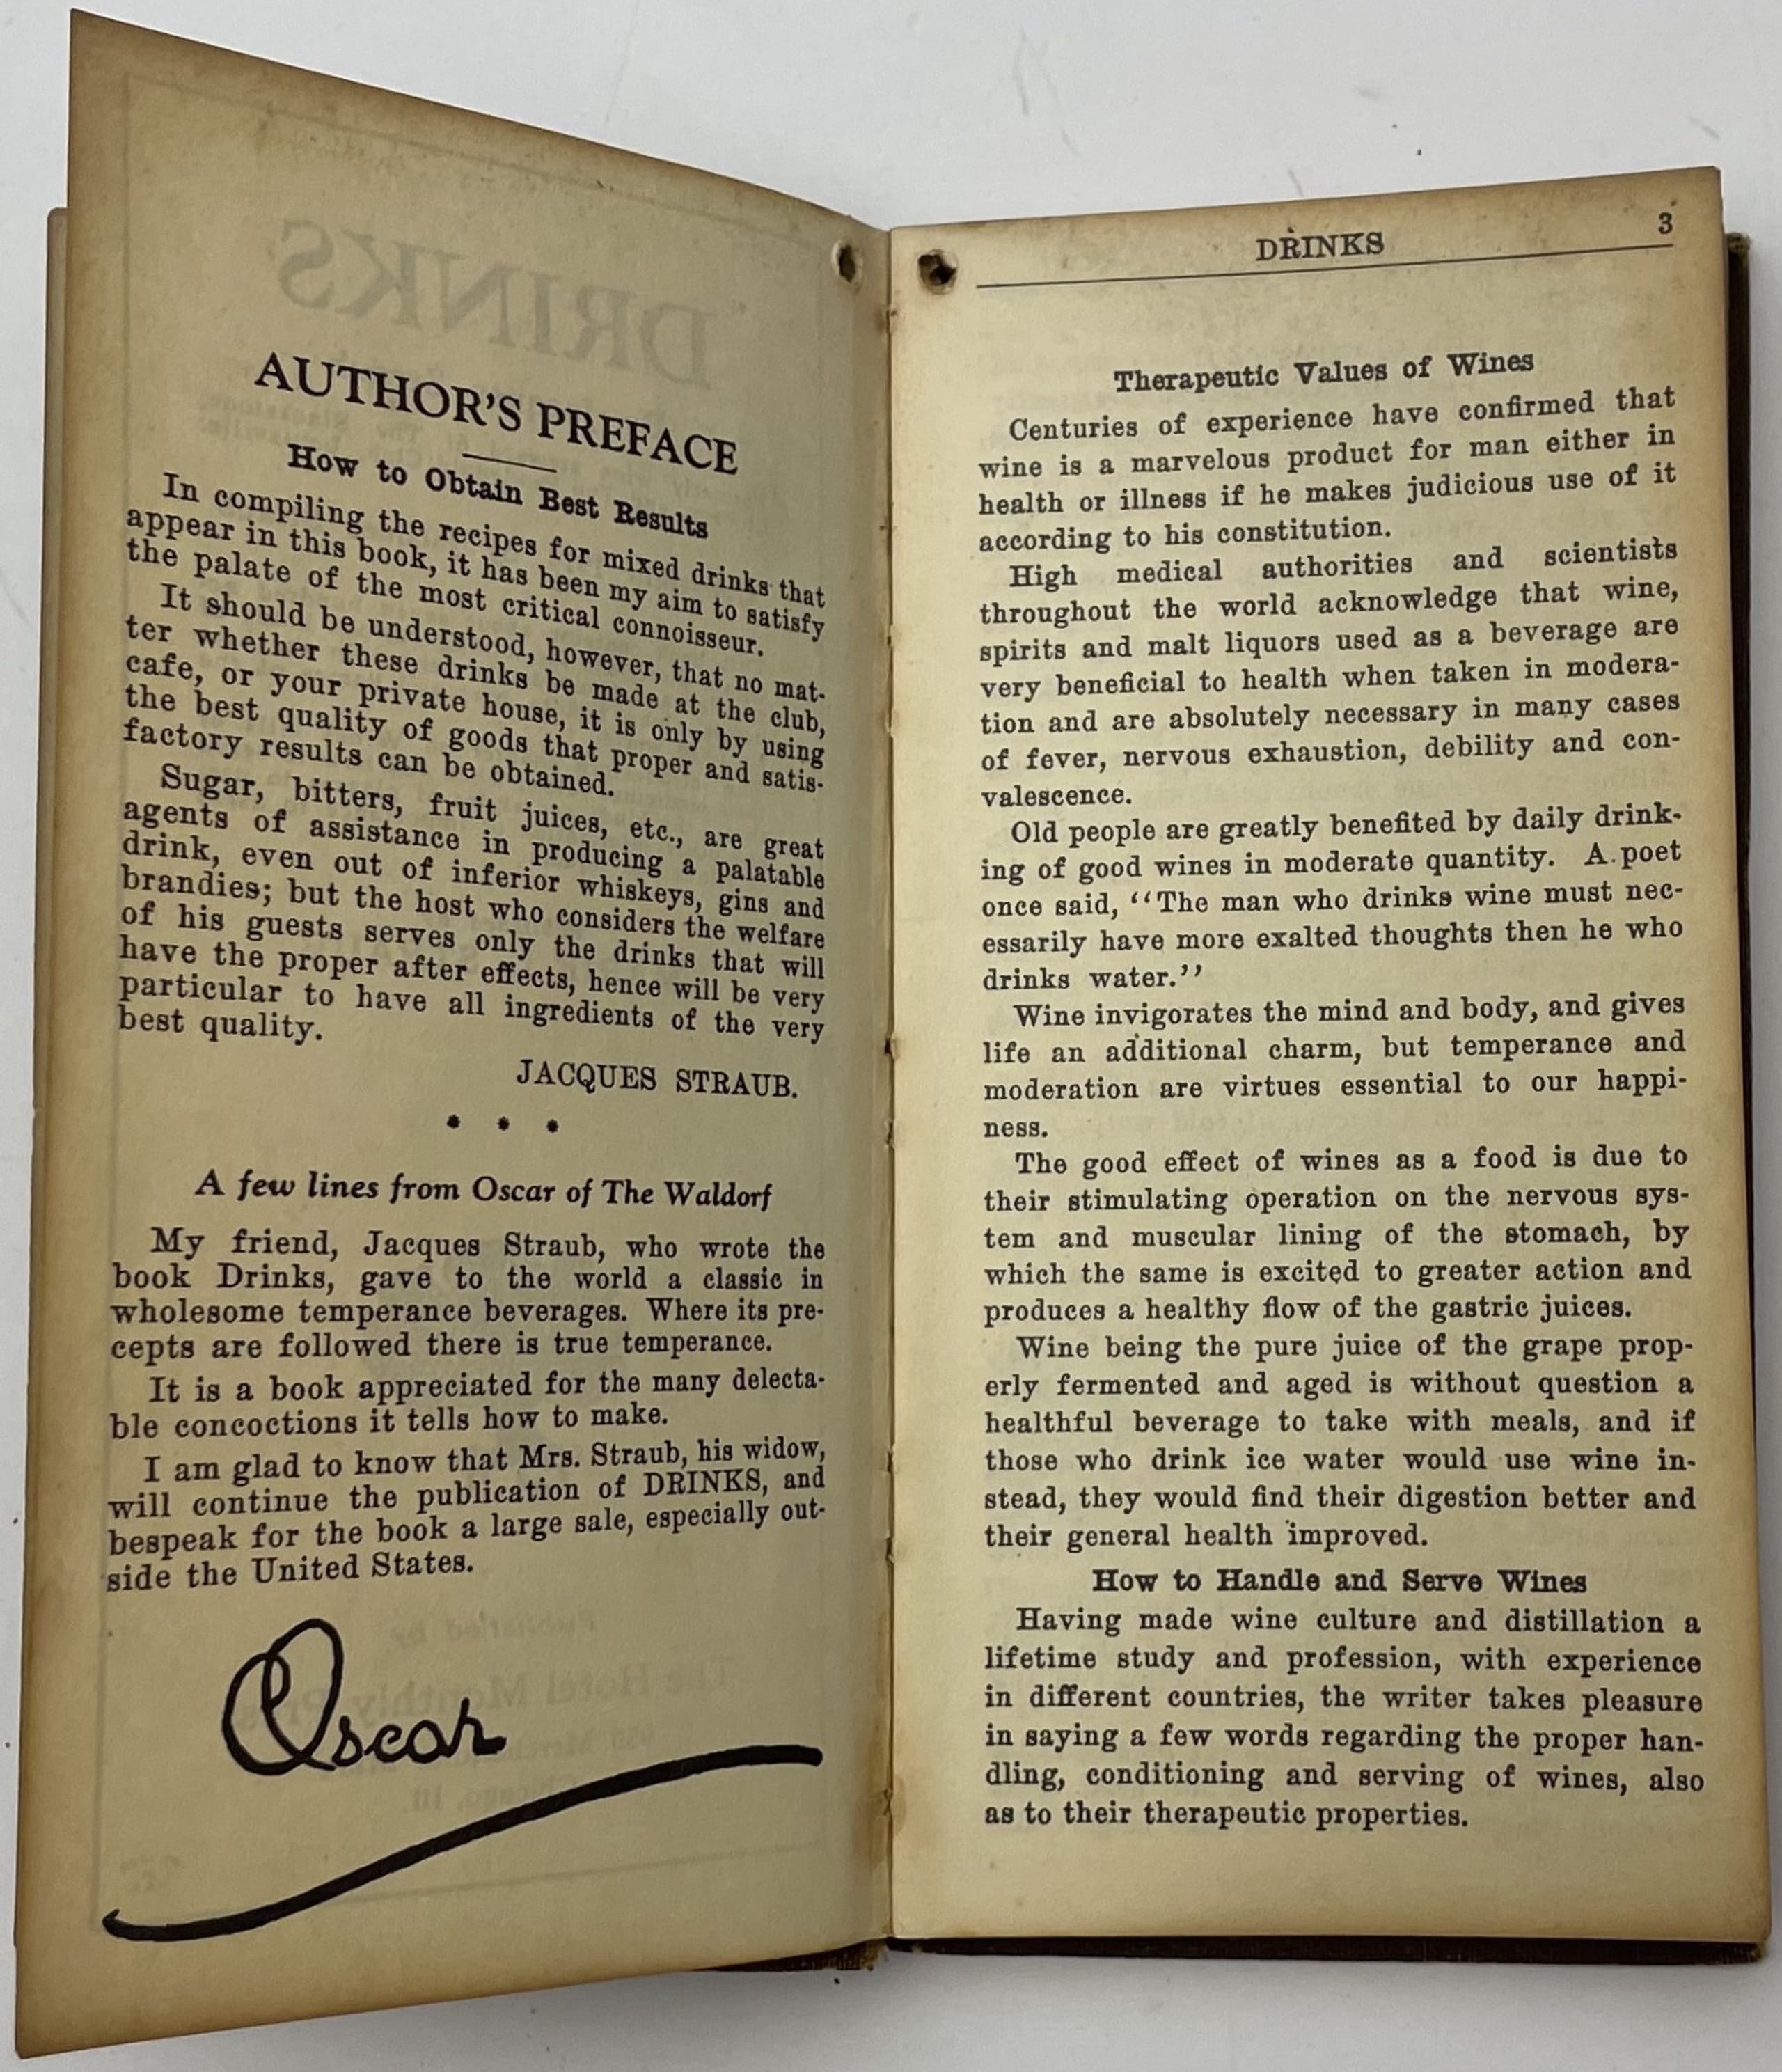 AUTHOR'S PREFACE
How to Obtain Best Results
In compiling the recipes for mixed drinks that
appear in this book, it has been my aim to satisfy
the palate of the most critical connoisseur.
It should be understood, however, that no mat-
ter whether these drinks be made at the club,
cafe, or your private house, it is only by using
the best quality of goods that proper and satis-
factory results can be obtained.
Sugar, bitters, fruit juices, etc., are great
agents of assistance in producing a palatable
drink, even out of inferior whiskeys, gins and
brandies; but the host who considers the welfare
of his guests serves only the drinks that will
have the proper after effects, hence will be very
particular to have all ingredients of the very
best quality.
JACQUES STRAUB.
* * *
A few lines from Oscar of The Waldorf
My friend, Jacques Straub, who wrote the
book Drinks, gave to the world a classic in
wholesome temperance beverages. Where its pre-
cepts are followed there is true temperance.
It is a book appreciated for the many delecta-
ble concoctions it tells how to make.
I am glad to know that Mrs. Straub, his widow,
will continue the publication of DRINKS, and
bespeak for the book a large sale, especially out-
side the United States.
Oscar
DRINKS 3
Therapeutic Values of Wines
Centuries of experience have confirmed that
wine is a marvelous product for man either in
health or illness if he makes judicious use of it
according to his constitution.
High medical authorities and scientists
throughout the world acknowledge that wine,
spirits and malt liquors used as a beverage are
very beneficial to health when taken in modera-
tion and are absolutely necessary in many cases
of fever, nervous exhaustion, debility and con-
valescence.
Old people are greatly benefited by daily drink-
ing of good wines in moderate quantity. A poet
once said, "The man who drinks wine must nec-
essarily have more exalted thoughts then he who
drinks water."
Wine invigorates the mind and body, and gives
life an additional charm, but temperance and
moderation are virtues essential to our happi-
ness.
The good effect of wines as a food is due to
their stimulating operation on the nervous sys-
tem and muscular lining of the stomach, by
which the same is excited to greater action and
produces a healthy flow of the gastric juices.
Wine being the pure juice of the grape prop-
erly fermented and aged is without question a
healthful beverage to take with meals, and if
those who drink ice water would use wine in-
stead, they would find their digestion better and
their general health improved.
How to Handle and Serve Wines
Having made wine culture and distillation a
lifetime study and profession, with experience
in different countries, the writer takes pleasure
in saying a few words regarding the proper han-
dling, conditioning and serving of wines, also
as to their therapeutic properties.